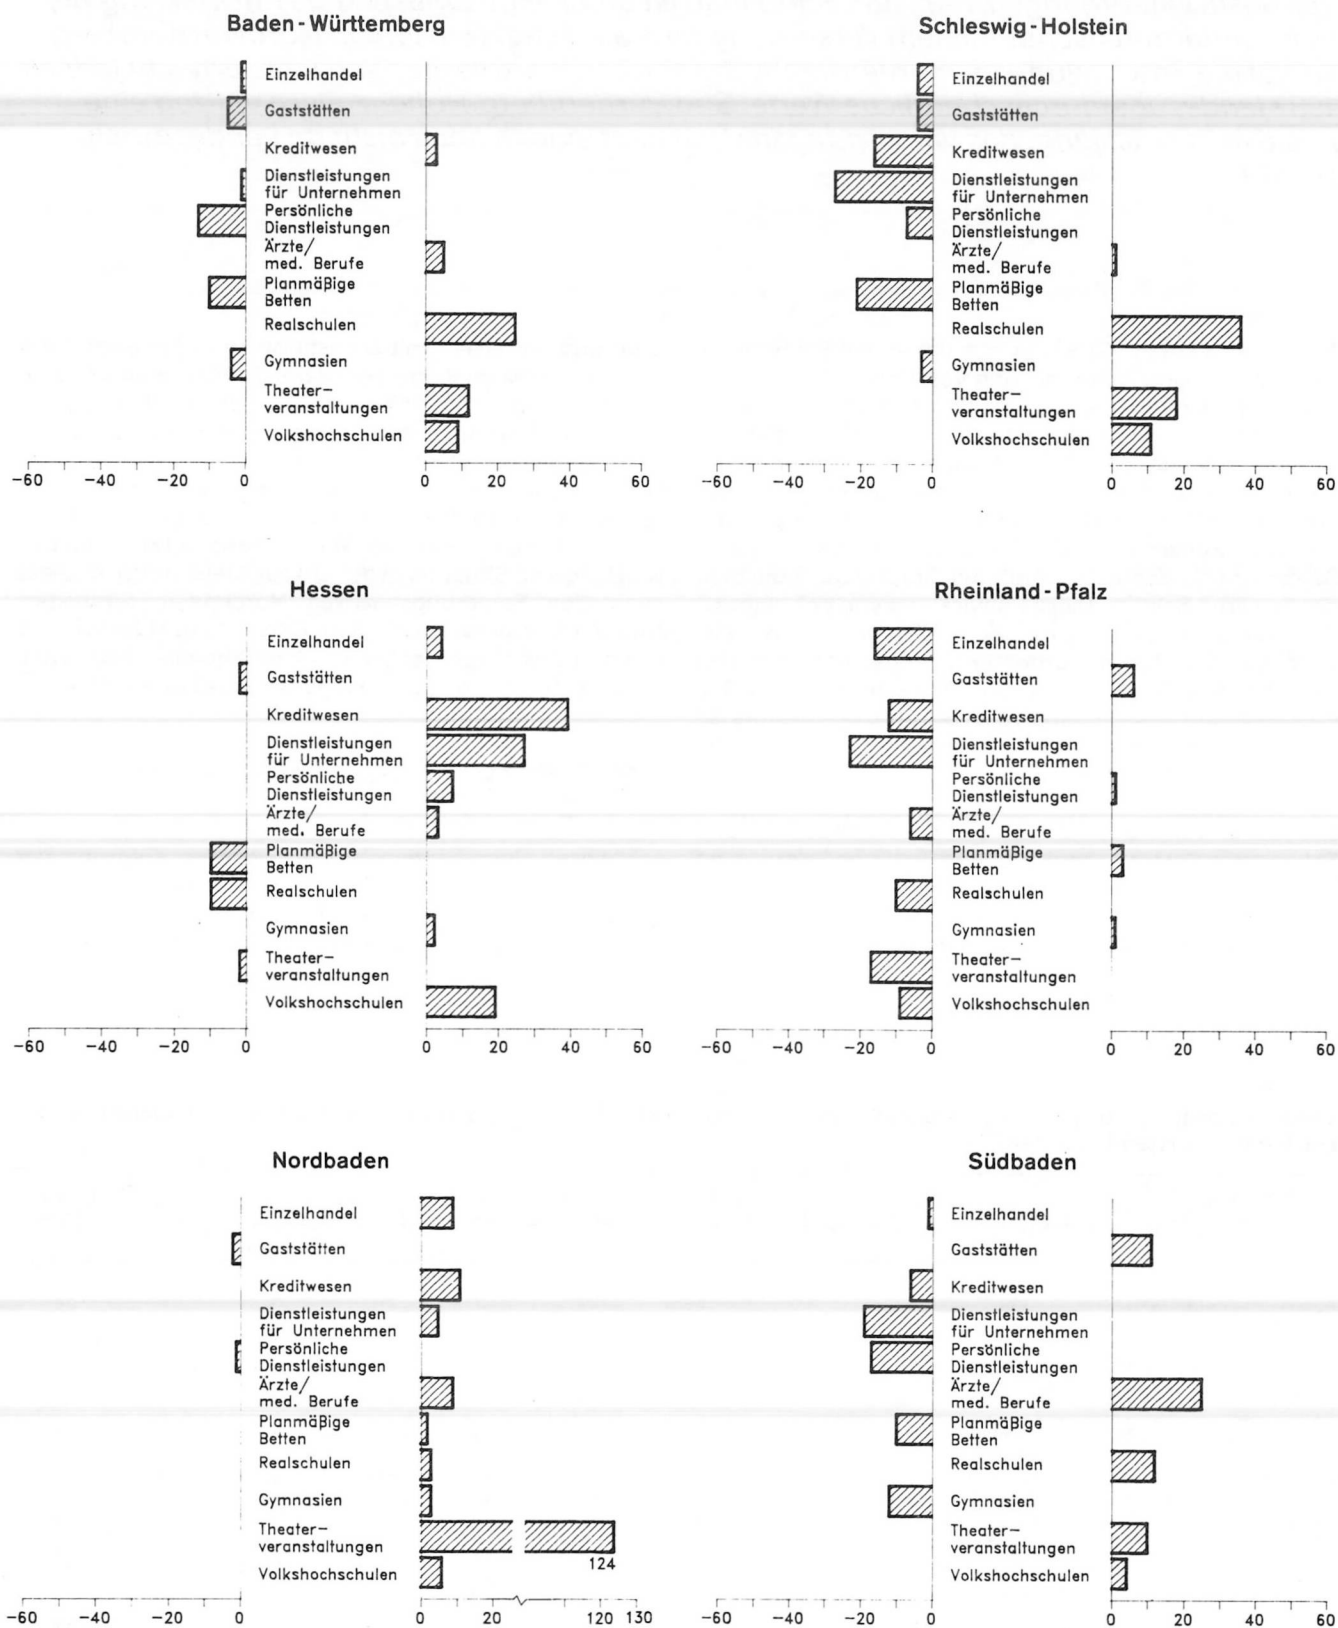 Baden-Württemberg
Einzelhandel
Gaststätten
Kreditwesen
Dienstleistungen
für Unternehmen
Persönliche
Dienstleistungen
Ärzte/
med. Berufe
Planmäßige
Betten
Realschulen
Gymnasien
Theater-
veranstaltungen
Volkshochschulen
-60 -40 -20 0 0 20 40 60
Schleswig-Holstein
Einzelhandel
Gaststätten
Kreditwesen
Dienstleistungen
für Unternehmen
Persönliche
Dienstleistungen
Ärzte/
med. Berufe
Planmäßige
Betten
Realschulen
Gymnasien
Theater-
veranstaltungen
Volkshochschulen
-60 -40 -20 0 0 20 40 60
Hessen
Einzelhandel
Gaststätten
Kreditwesen
Dienstleistungen
für Unternehmen
Persönliche
Dienstleistungen
Ärzte/
med. Berufe
Planmäßige
Betten
Realschulen
Gymnasien
Theater-
veranstaltungen
Volkshochschulen
-60 -40 -20 0 0 20 40 60
Rheinland-Pfalz
Einzelhandel
Gaststätten
Kreditwesen
Dienstleistungen
für Unternehmen
Persönliche
Dienstleistungen
Ärzte/
med. Berufe
Planmäßige
Betten
Realschulen
Gymnasien
Theater-
veranstaltungen
Volkshochschulen
-60 -40 -20 0 0 20 40 60
Nordbaden
Einzelhandel
Gaststätten
Kreditwesen
Dienstleistungen
für Unternehmen
Persönliche
Dienstleistungen
Ärzte/
med. Berufe
Planmäßige
Betten
Realschulen
Gymnasien
Theater-
veranstaltungen
124
Volkshochschulen
-60 -40 -20 0 0 20 120 130
Südbaden
Einzelhandel
Gaststätten
Kreditwesen
Dienstleistungen
für Unternehmen
Persönliche
Dienstleistungen
Ärzte/
med. Berufe
Planmäßige
Betten
Realschulen
Gymnasien
Theater-
veranstaltungen
Volkshochschulen
-60 -40 -20 0 0 20 40 60